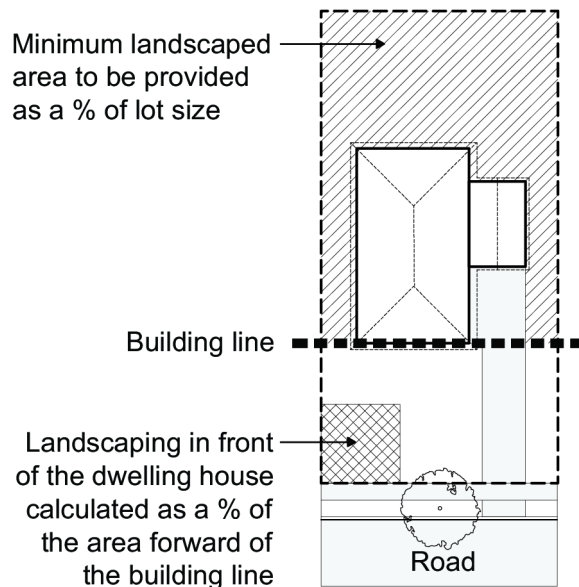 Minimum landscaped
area to be provided
as a % of lot size
Building line
Landscaping in front
of the dwelling house
calculated as a % of
the area forward of
the building line
Road